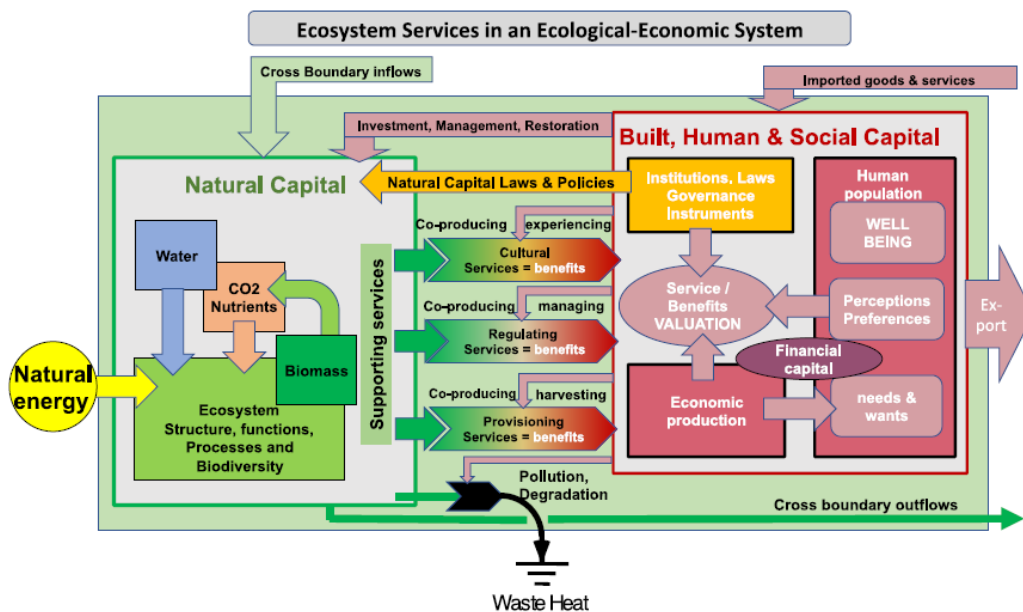 Ecosystem Services in an Ecological-Economic System
Cross Boundary inflows
Imported goods & services
Investment, Management, Restoration
Built, Human & Social Capital
Natural Capital
Natural Capital Laws & Policies
Institutions, Laws
Governance
Instruments
Human
population
WELL
BEING
Co-producing experiencing
Cultural
Services = benefits
Water
CO2
Nutrients
Supporting services
Service /
Benefits
VALUATION
Perceptions
Preferences
Ex-
port
Co-producing managing
Regulating
Services = benefits
Natural
energy
Biomass
Financial
capital
Co-producing harvesting
Provisioning
Services = benefits
Economic
production
needs &
wants
Ecosystem
Structure, functions,
Processes and
Biodiversity
Pollution,
Degradation
Cross boundary outflows
Waste Heat